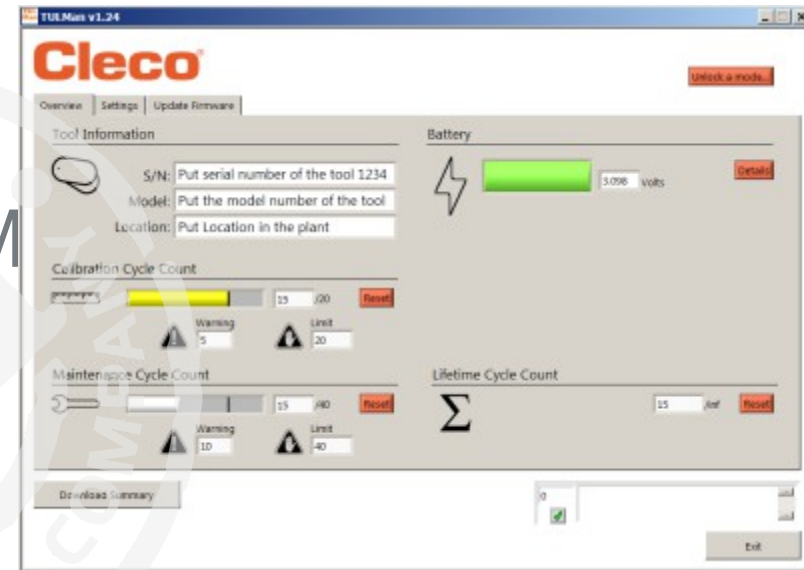 TULMan v1.24
Cleco
Unlock a mode...
Overview Settings Update Firmware
Tool Information
S/N: Put serial number of the tool 1234
Model: Put the model number of the tool
Location: Put Location in the plant
Battery
3.098 Volts Details
Calibration Cycle Count
15 /20 Reset
Warning Limit
5 20
Maintenance Cycle Count
15 /40 Reset
Warning Limit
10 40
Lifetime Cycle Count
15 /inf Reset
Download Summary
0
Exit
M
COMPANY